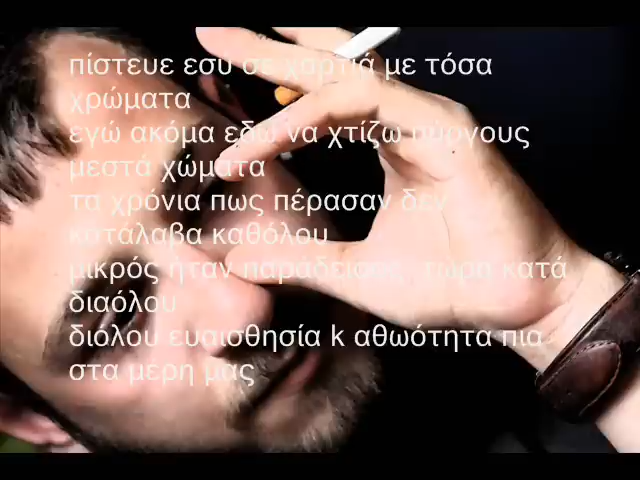 πίστευε εσύ σε χαρτιά με τόσα
χρώματα
εγώ ακόμα εδώ να χτίζω πύργους
μεστά χώματα
τα χρόνια πως πέρασαν δεν
κατάλαβα καθόλου
μικρός ήταν παράδεισος τώρα κατά
διαόλου
διόλου ευαισθησία k αθωότητα πια
στα μέρη μας